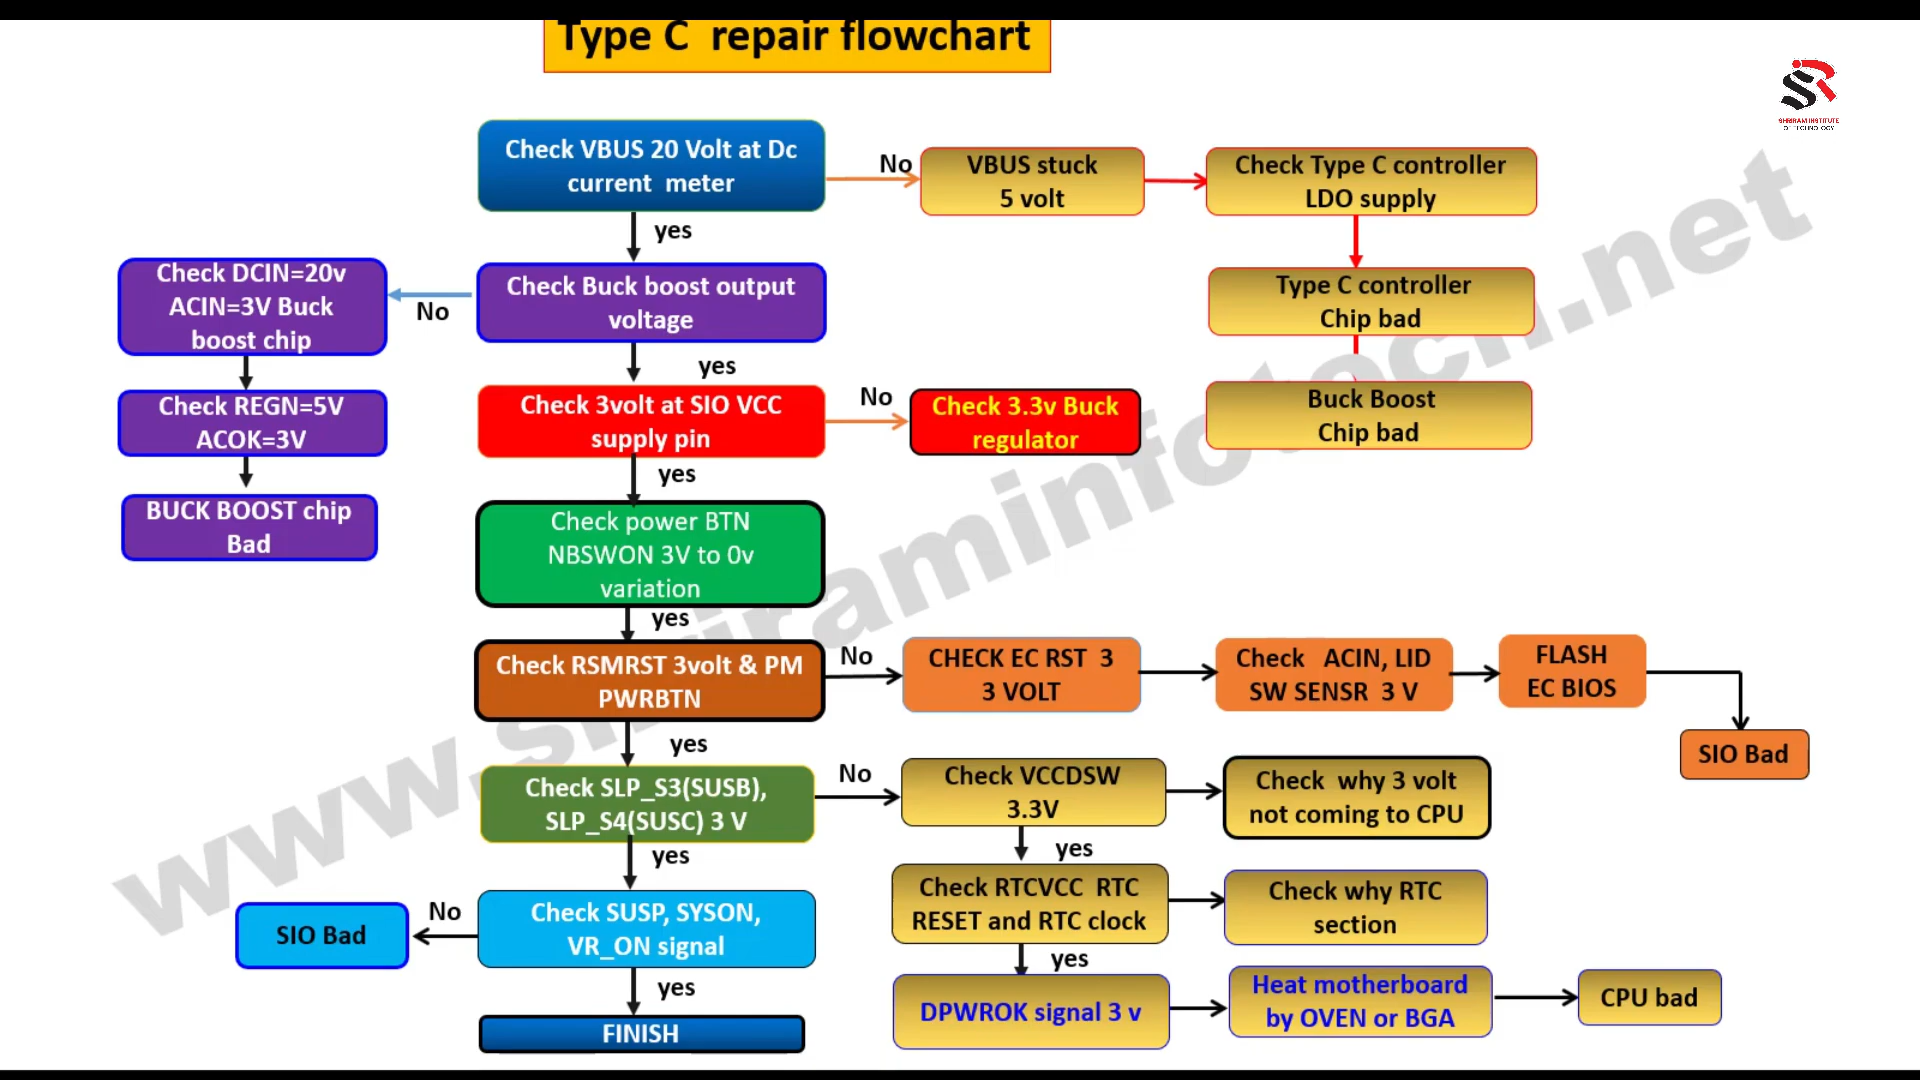 Type C  repair flowchart
SHRIRAM INSTITUTE
OF TECHNOLOGY
Check VBUS 20 Volt at Dc
current  meter
No
VBUS stuck
5 volt
Check Type C controller
LDO supply
yes
Check DCIN=20v
ACIN=3V Buck
boost chip
No
Check Buck boost output
voltage
Type C controller
Chip bad
yes
Check REGN=5V
ACOK=3V
Check 3volt at SIO VCC
supply pin
No
Check 3.3v Buck
regulator
Buck Boost
Chip bad
yes
BUCK BOOST chip
Bad
Check power BTN
NBSWON 3V to 0v
variation
yes
Check RSMRST 3volt & PM
PWRBTN
No
CHECK EC RST  3
3 VOLT
Check   ACIN, LID
SW SENSR  3 V
FLASH
EC BIOS
SIO Bad
yes
Check SLP_S3(SUSB),
SLP_S4(SUSC) 3 V
No
Check VCCDSW
3.3V
Check  why 3 volt
not coming to CPU
yes
yes
Check RTCVCC  RTC
RESET and RTC clock
Check why RTC
section
SIO Bad
No
Check SUSP, SYSON,
VR_ON signal
yes
yes
DPWROK signal 3 v
Heat motherboard
by OVEN or BGA
CPU bad
FINISH
www.shriraminfotech.net